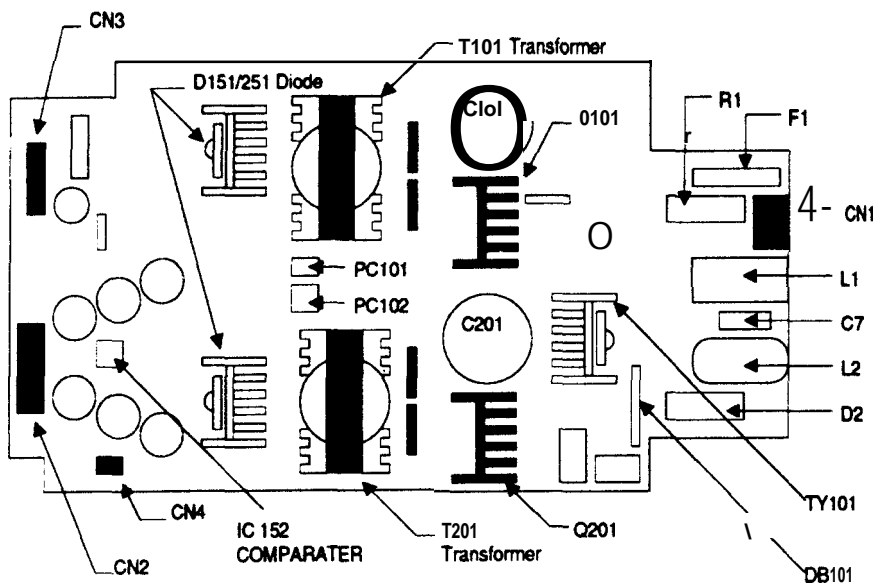 CN3
T101 Transformer
D151/251 Diode
Clol
0101
R1
r
F1
4-
CN1
O
PC101
L1
PC102
C201
C7
L2
D2
CN4
TY101
IC 152
COMPARATER
T201
Transformer
Q201
\
CN2
DB101